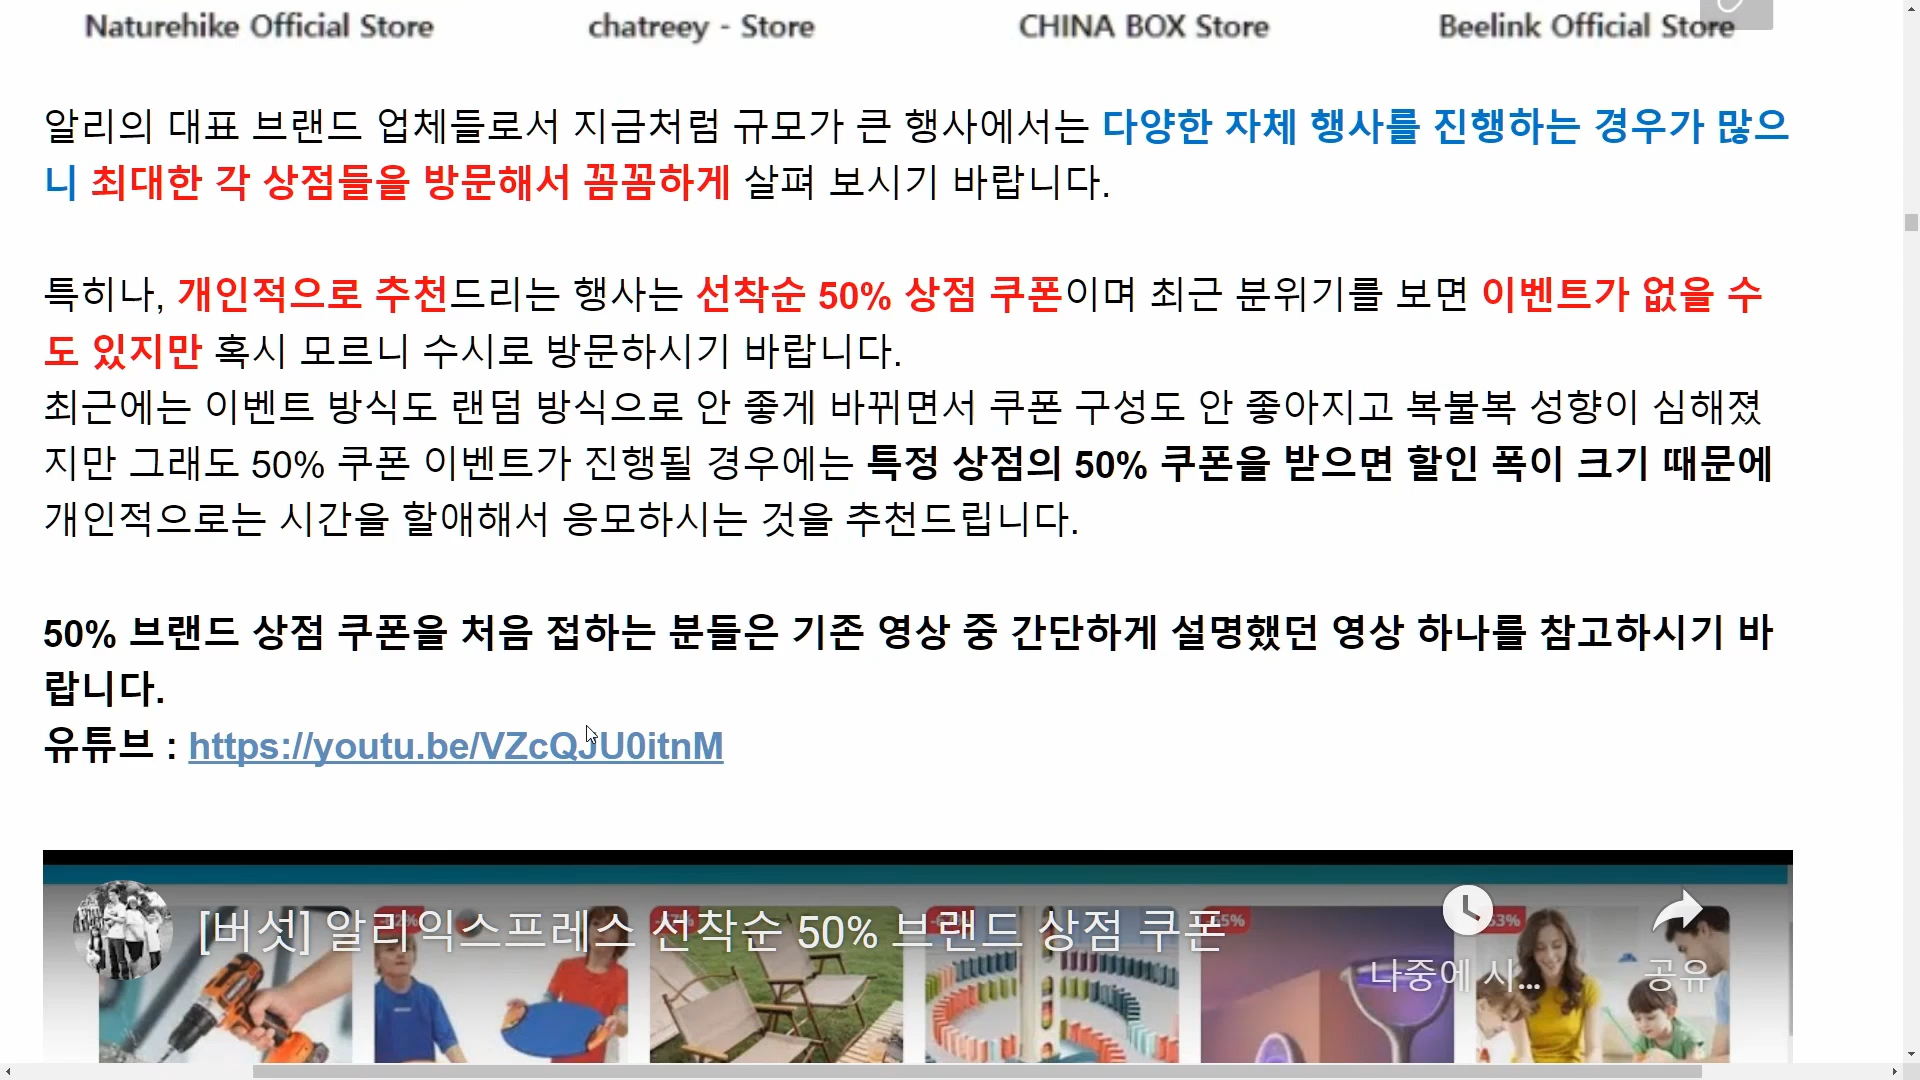 Naturehike Official Store
chatreey - Store
CHINA BOX Store
Beelink Official Store
알리의 대표 브랜드 업체들로서 지금처럼 규모가 큰 행사에서는 다양한 자체 행사를 진행하는 경우가 많으
니 최대한 각 상점들을 방문해서 꼼꼼하게 살펴 보시기 바랍니다.
특히나, 개인적으로 추천드리는 행사는 선착순 50% 상점 쿠폰이며 최근 분위기를 보면 이벤트가 없을 수
도 있지만 혹시 모르니 수시로 방문하시기 바랍니다.
최근에는 이벤트 방식도 랜덤 방식으로 안 좋게 바뀌면서 쿠폰 구성도 안 좋아지고 복불복 성향이 심해졌
지만 그래도 50% 쿠폰 이벤트가 진행될 경우에는 특정 상점의 50% 쿠폰을 받으면 할인 폭이 크기 때문에
개인적으로는 시간을 할애해서 응모하시는 것을 추천드립니다.
50% 브랜드 상점 쿠폰을 처음 접하는 분들은 기존 영상 중 간단하게 설명했던 영상 하나를 참고하시기 바
랍니다.
유튜브 : https://youtu.be/VZcQJU0itnM
[버섯] 알리익스프레스 선착순 50% 브랜드 상점 쿠폰
나중에 시...
공유